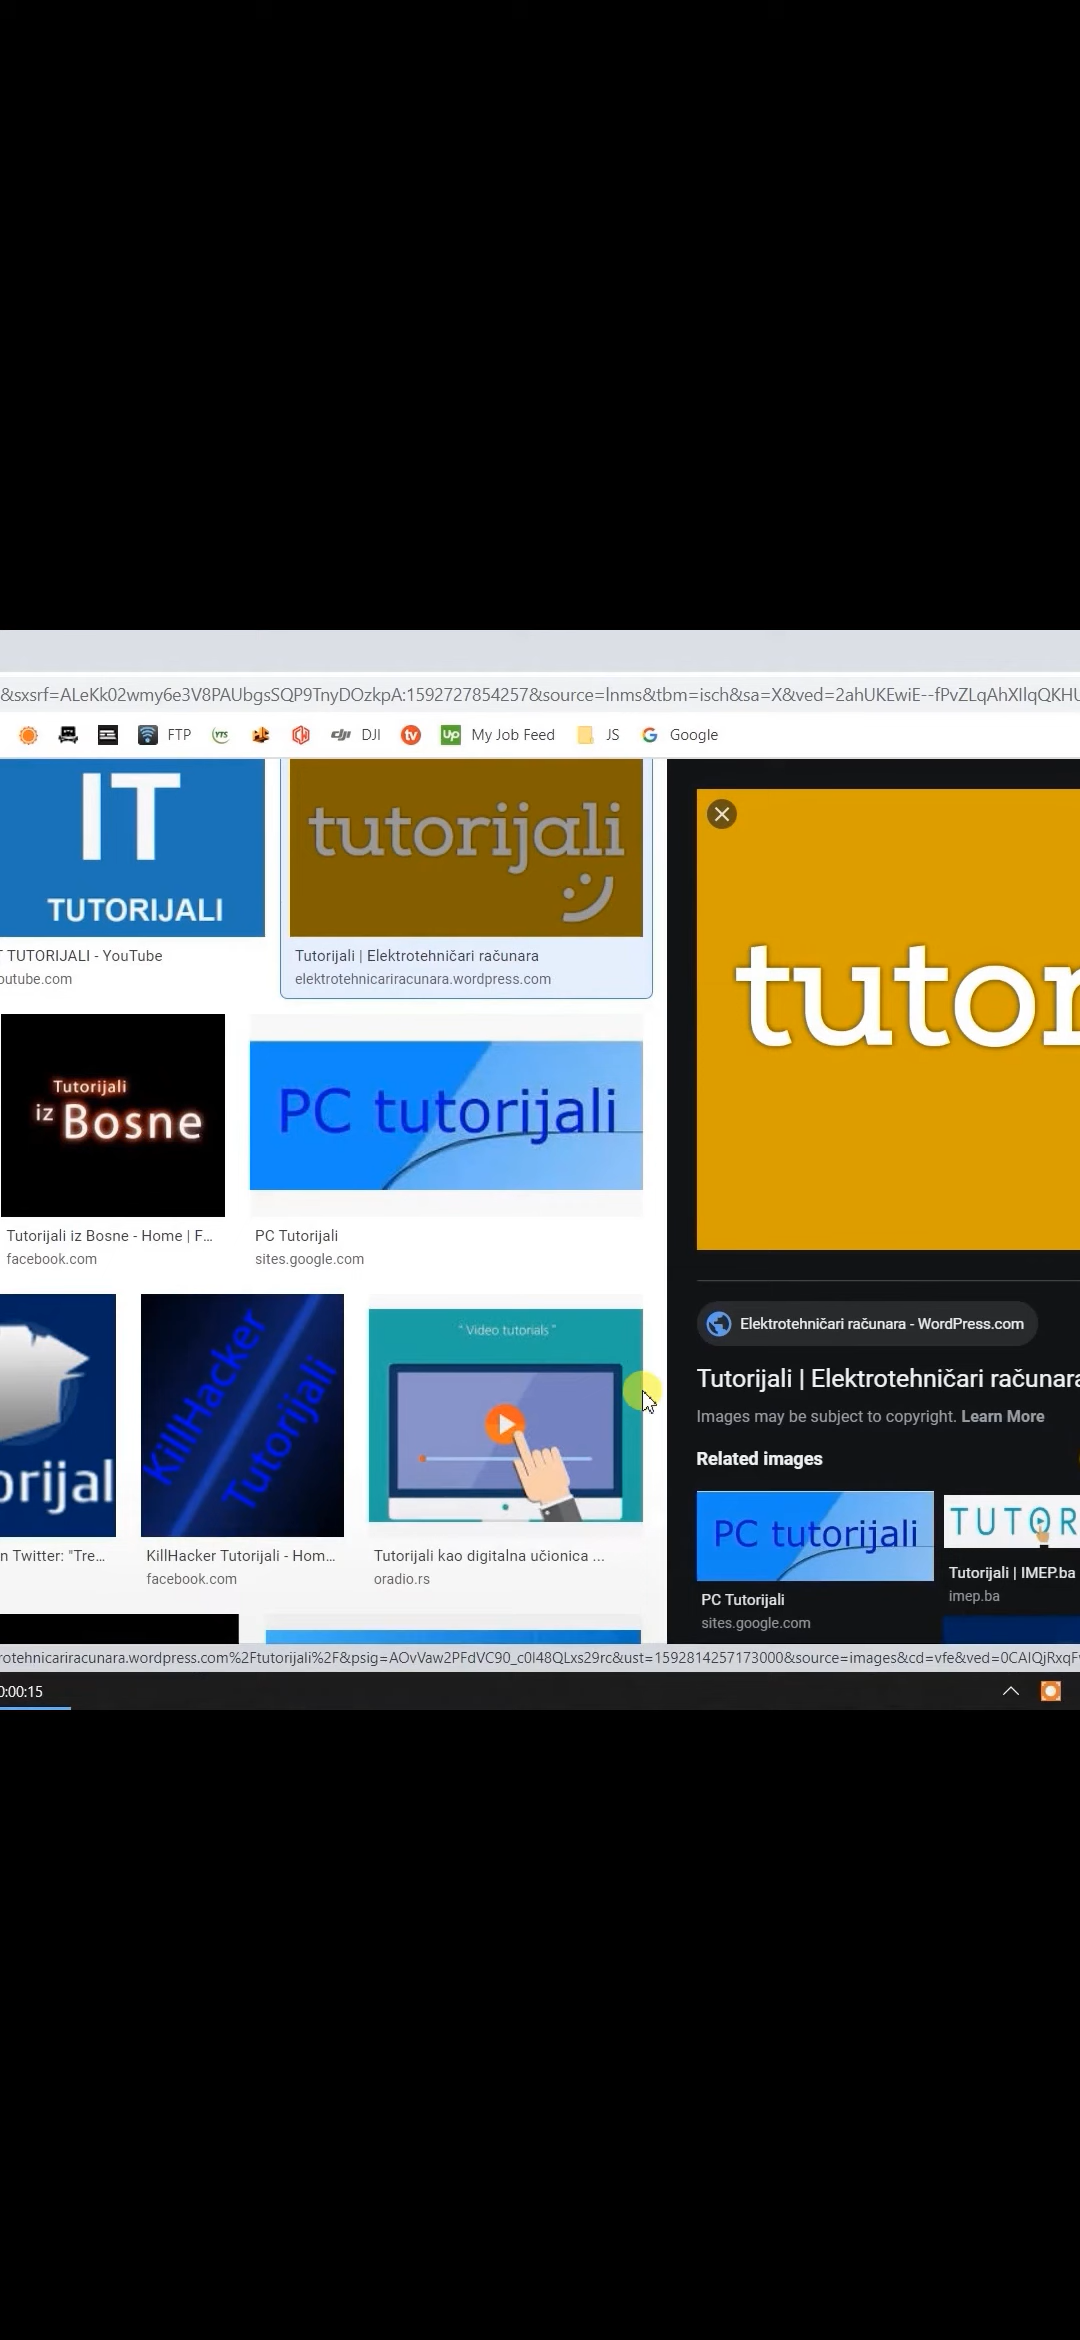 &sxsrf=ALeKk02wmy6e3V8PAUbgsSQP9TnyDOzkpA:1592727854257&source=lnms&tbm=isch&sa=X&ved=2ahUKEwiE--fPvZLqAhXIlqQKHU
FTP YTS DJI tv Up My Job Feed JS Google
IT
TUTORIJALI
T TUTORIJALI - YouTube
outube.com
tutorijali
Tutorijali | Elektrotehničari računara
elektrotehnicariracunara.wordpress.com
Tutorijali
iz Bosne
Tutorijali iz Bosne - Home | F...
facebook.com
PC tutorijali
PC Tutorijali
sites.google.com
orijal
n Twitter: "Tre...
KillHacker
Tutorijali
KillHacker Tutorijali - Hom...
facebook.com
" Video tutorials "
Tutorijali kao digitalna učionica ...
oradio.rs
tutor
Elektrotehničari računara - WordPress.com
Tutorijali | Elektrotehničari računara
Images may be subject to copyright. Learn More
Related images
PC tutorijali
PC Tutorijali
sites.google.com
TUTOR
Tutorijali | IMEP.ba
imep.ba
rotehnicariracunara.wordpress.com%2Ftutorijali%2F&psig=AOvVaw2PFdVC90_c0l48QLxs29rc&ust=1592814257173000&source=images&cd=vfe&ved=0CAIQjRxqF
0:00:15